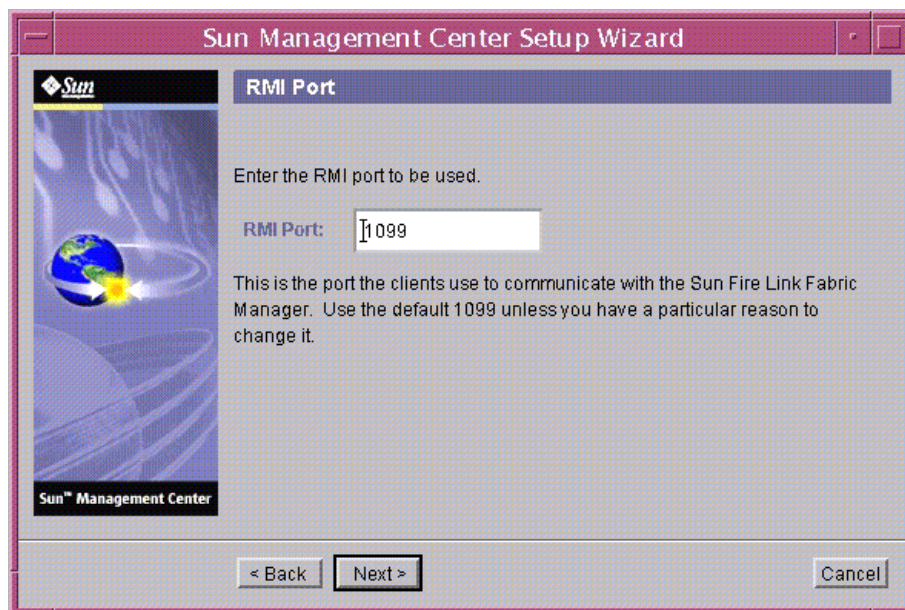 Sun Management Center Setup Wizard
Sun
RMI Port
Enter the RMI port to be used.
RMI Port: 1099
This is the port the clients use to communicate with the Sun Fire Link Fabric
Manager. Use the default 1099 unless you have a particular reason to
change it.
Sun™ Management Center
< Back Next > Cancel